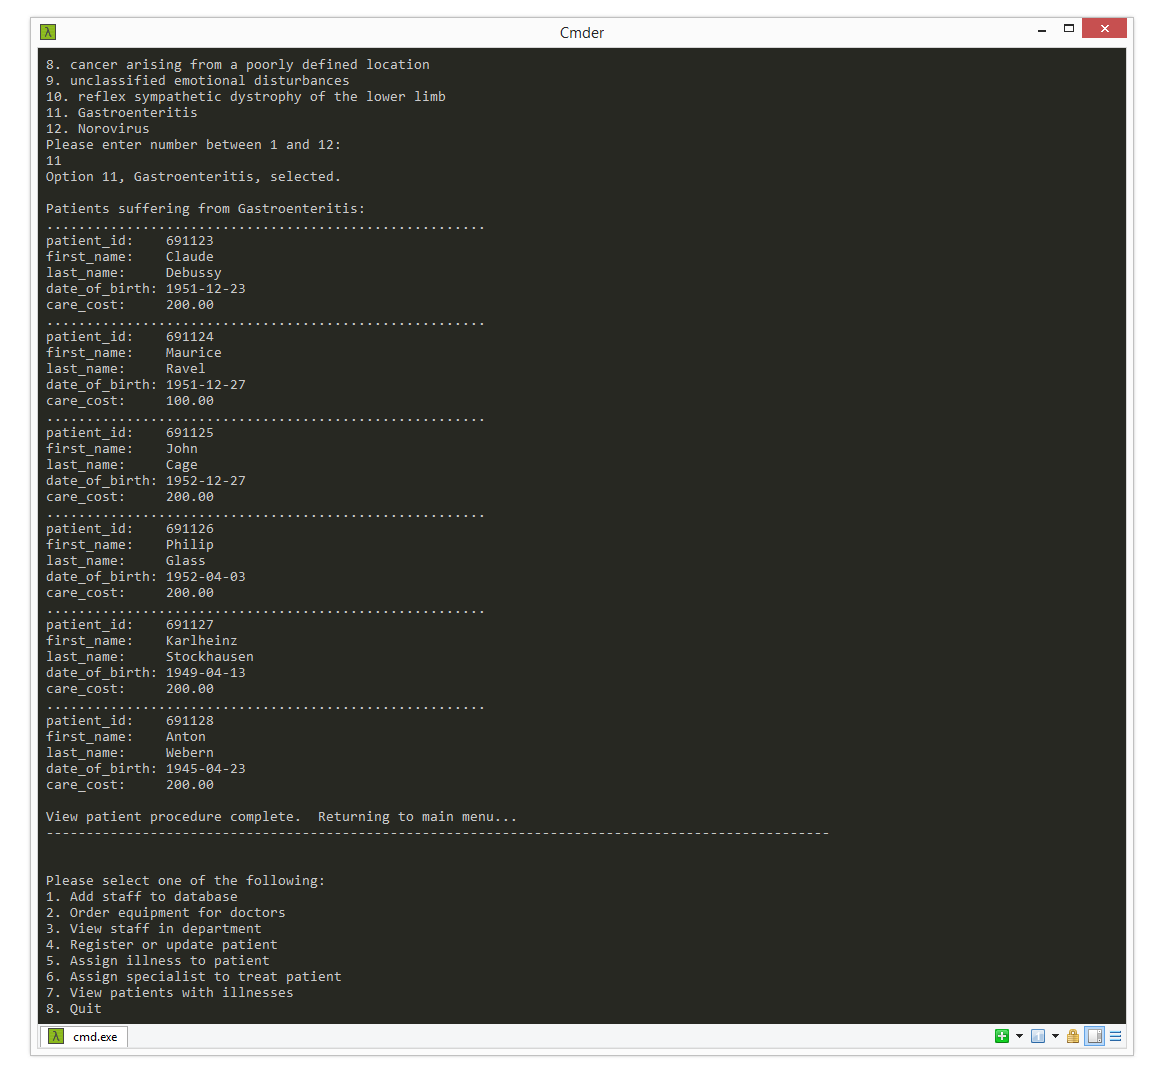 Cmder
8. cancer arising from a poorly defined location
9. unclassified emotional disturbances
10. reflex sympathetic dystrophy of the lower limb
11. Gastroenteritis
12. Norovirus
Please enter number between 1 and 12:
11
Option 11, Gastroenteritis, selected.
Patients suffering from Gastroenteritis:
.......................................................
patient_id:    691123
first_name:    Claude
last_name:     Debussy
date_of_birth: 1951-12-23
care_cost:     200.00
.......................................................
patient_id:    691124
first_name:    Maurice
last_name:     Ravel
date_of_birth: 1951-12-27
care_cost:     100.00
.......................................................
patient_id:    691125
first_name:    John
last_name:     Cage
date_of_birth: 1952-12-27
care_cost:     200.00
.......................................................
patient_id:    691126
first_name:    Philip
last_name:     Glass
date_of_birth: 1952-04-03
care_cost:     200.00
.......................................................
patient_id:    691127
first_name:    Karlheinz
last_name:     Stockhausen
date_of_birth: 1949-04-13
care_cost:     200.00
.......................................................
patient_id:    691128
first_name:    Anton
last_name:     Webern
date_of_birth: 1945-04-23
care_cost:     200.00
View patient procedure complete.  Returning to main menu...
--------------------------------------------------------------------------------------------------
Please select one of the following:
1. Add staff to database
2. Order equipment for doctors
3. View staff in department
4. Register or update patient
5. Assign illness to patient
6. Assign specialist to treat patient
7. View patients with illnesses
8. Quit
λ cmd.exe